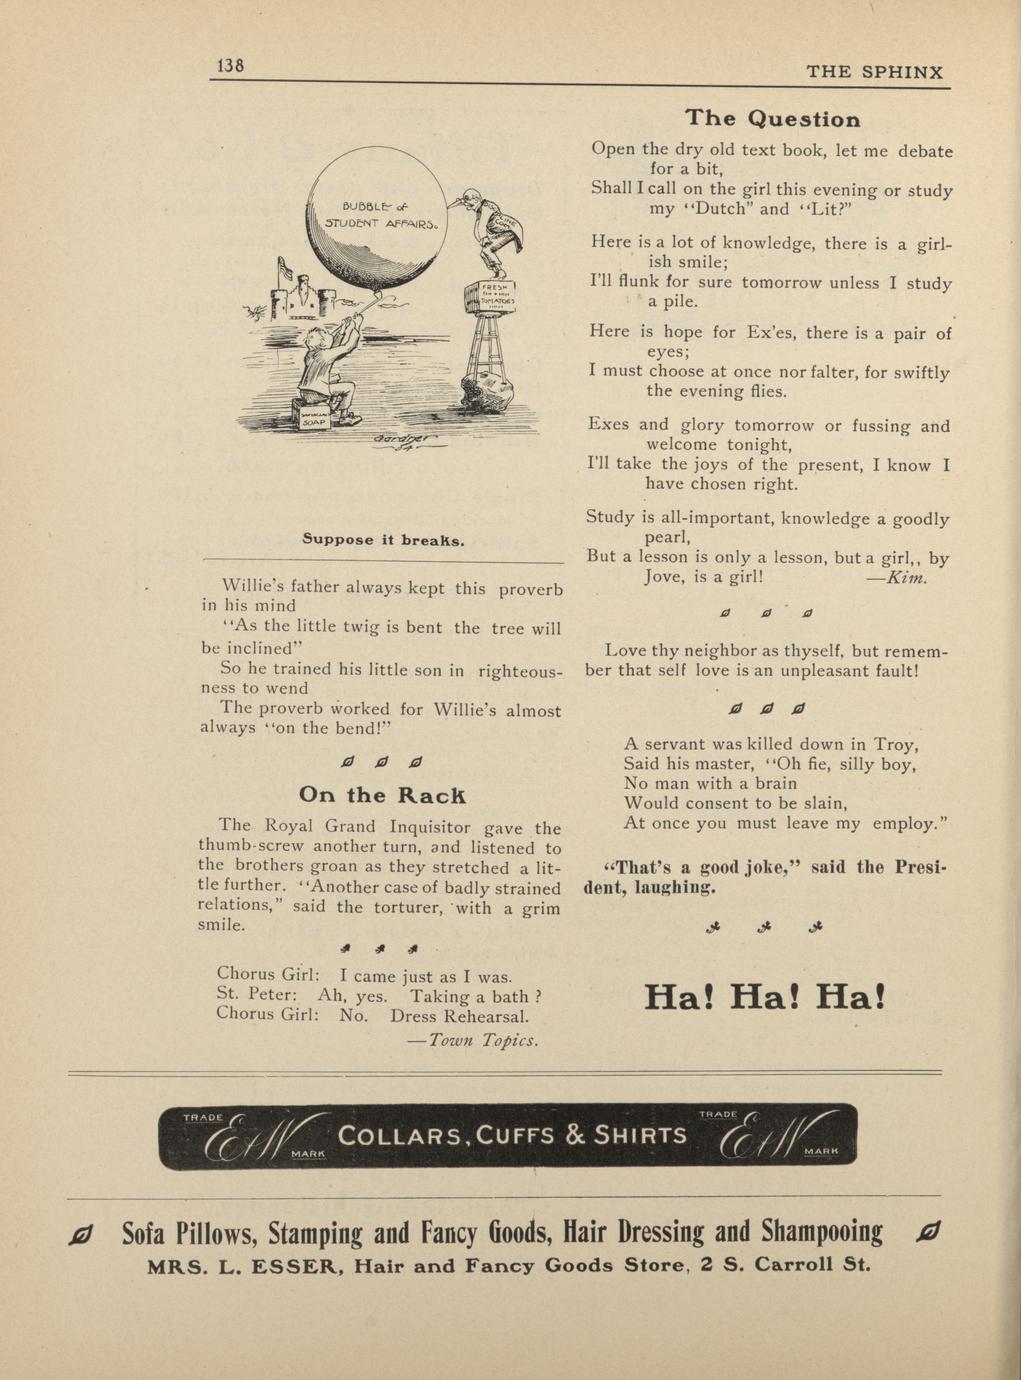 138
THE SPHINX
BUBBLE of
STUDENT AFFAIRS.
FRESH
TOMATOES
SOAP
Gardner
Suppose it breaks.
Willie's father always kept this proverb
in his mind
"As the little twig is bent the tree will
be inclined"
So he trained his little son in righteous-
ness to wend
The proverb worked for Willie's almost
always "on the bend!"
On the Rack
The Royal Grand Inquisitor gave the
thumb-screw another turn, and listened to
the brothers groan as they stretched a lit-
tle further. "Another case of badly strained
relations," said the torturer, with a grim
smile.
Chorus Girl: I came just as I was.
St. Peter: Ah, yes. Taking a bath?
Chorus Girl: No. Dress Rehearsal.
—Town Topics.
The Question
Open the dry old text book, let me debate
for a bit,
Shall I call on the girl this evening or study
my "Dutch" and "Lit?"
Here is a lot of knowledge, there is a girl-
ish smile;
I'll flunk for sure tomorrow unless I study
a pile.
Here is hope for Ex'es, there is a pair of
eyes;
I must choose at once nor falter, for swiftly
the evening flies.
Exes and glory tomorrow or fussing and
welcome tonight,
I'll take the joys of the present, I know I
have chosen right.
Study is all-important, knowledge a goodly
pearl,
But a lesson is only a lesson, but a girl,, by
Jove, is a girl! —Kim.
Love thy neighbor as thyself, but remem-
ber that self love is an unpleasant fault!
A servant was killed down in Troy,
Said his master, "Oh fie, silly boy,
No man with a brain
Would consent to be slain,
At once you must leave my employ."
"That's a good joke," said the Presi-
dent, laughing.
Ha! Ha! Ha!
TRADE E & W MARK COLLARS, CUFFS & SHIRTS TRADE E & W MARK
Sofa Pillows, Stamping and Fancy Goods, Hair Dressing and Shampooing
MRS. L. ESSER, Hair and Fancy Goods Store, 2 S. Carroll St.